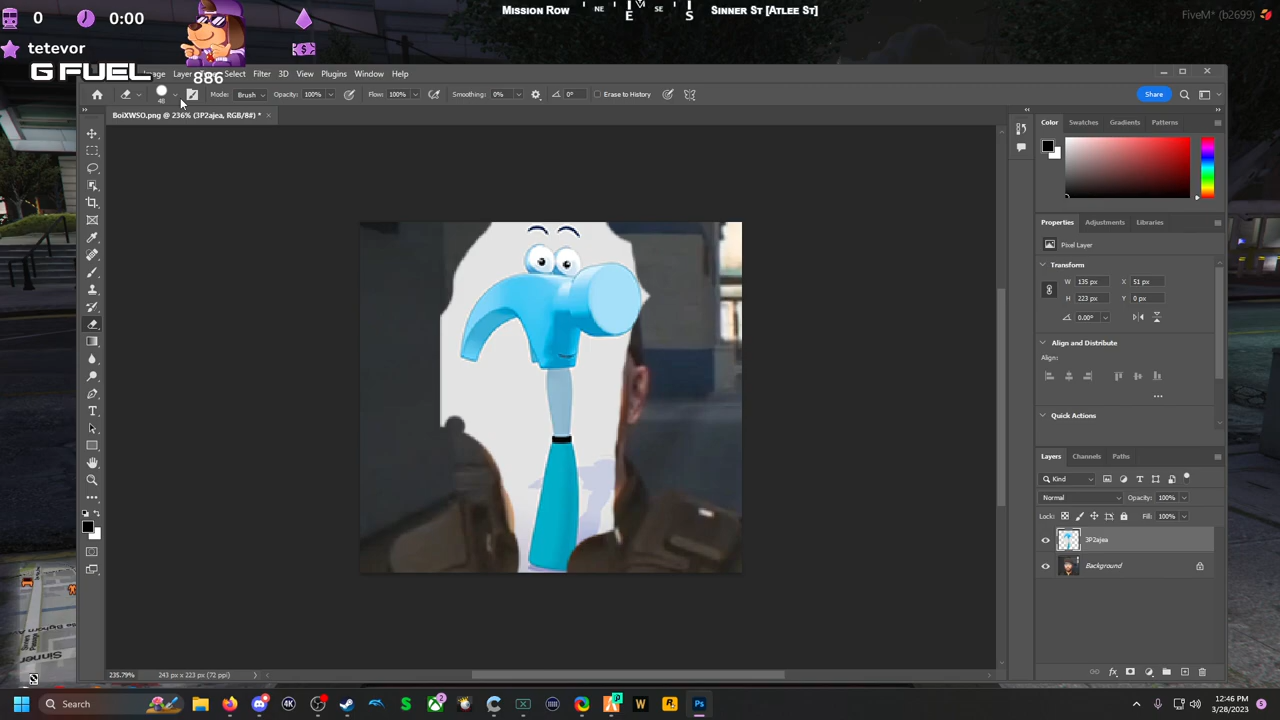 0
0:00
Mission Row
NE
E
SE
S
Sinner St [Atlee St]
FiveM* (b2699)
tetevor
G FUEL
886
Image
Layer
Select
Filter
3D
View
Plugins
Window
Help
48
Mode:
Brush
Opacity:
100%
Flow:
100%
Smoothing:
0%
0°
Erase to History
Share
BoiXWSO.png @ 236% (3P2ajea, RGB/8#) *
Color
Swatches
Gradients
Patterns
Properties
Adjustments
Libraries
Pixel Layer
Transform
W
135 px
X
51 px
H
223 px
Y
0 px
0.00°
Align and Distribute
Align:
Quick Actions
Layers
Channels
Paths
Kind
Normal
Opacity:
100%
Lock:
Fill:
100%
3P2ajea
Background
235.79%
243 px x 223 px (72 ppi)
Search
12:46 PM
3/28/2023